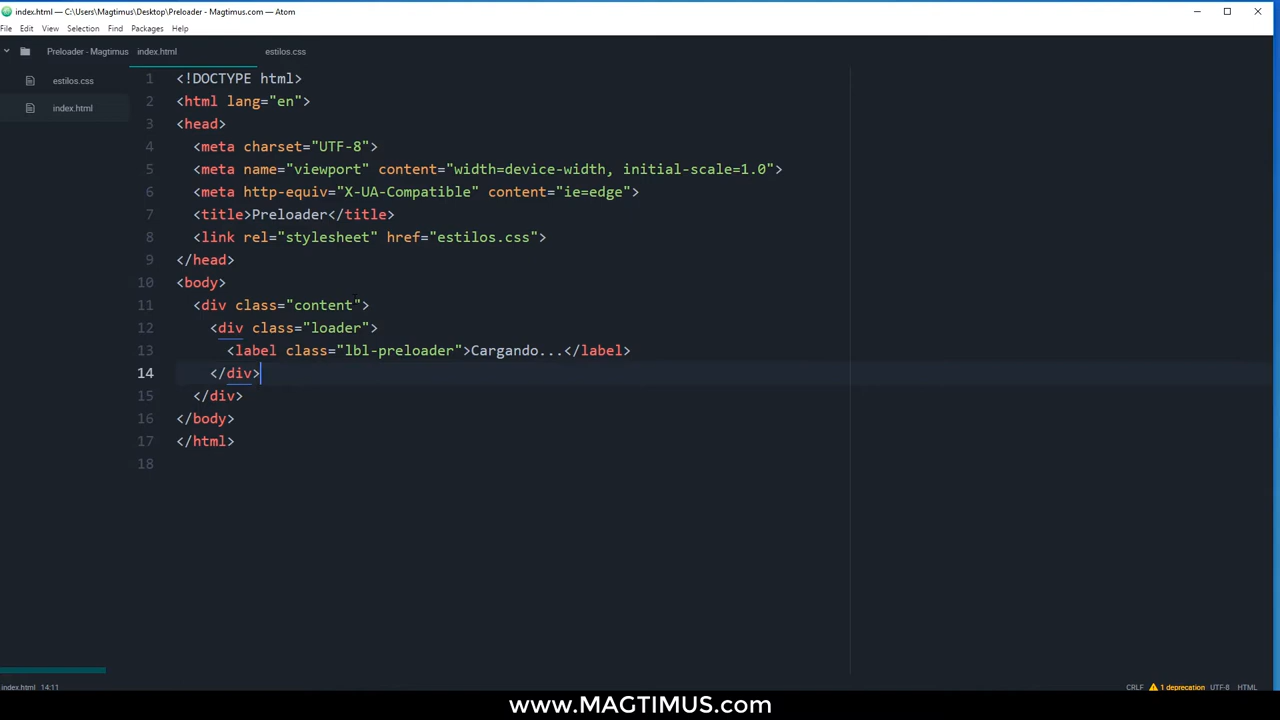 index.html — C:\Users\Magtimus\Desktop\Preloader - Magtimus.com — Atom
File Edit View Selection Find Packages Help
Preloader - Magtimus index.html estilos.css
estilos.css
index.html
1 <!DOCTYPE html>
2 <html lang="en">
3 <head>
4 <meta charset="UTF-8">
5 <meta name="viewport" content="width=device-width, initial-scale=1.0">
6 <meta http-equiv="X-UA-Compatible" content="ie=edge">
7 <title>Preloader</title>
8 <link rel="stylesheet" href="estilos.css">
9 </head>
10 <body>
11 <div class="content">
12 <div class="loader">
13 <label class="lbl-preloader">Cargando...</label>
14 </div>
15 </div>
16 </body>
17 </html>
18
index.html 14:11 CRLF 1 deprecation UTF-8 HTML
www.MAGTIMUS.com